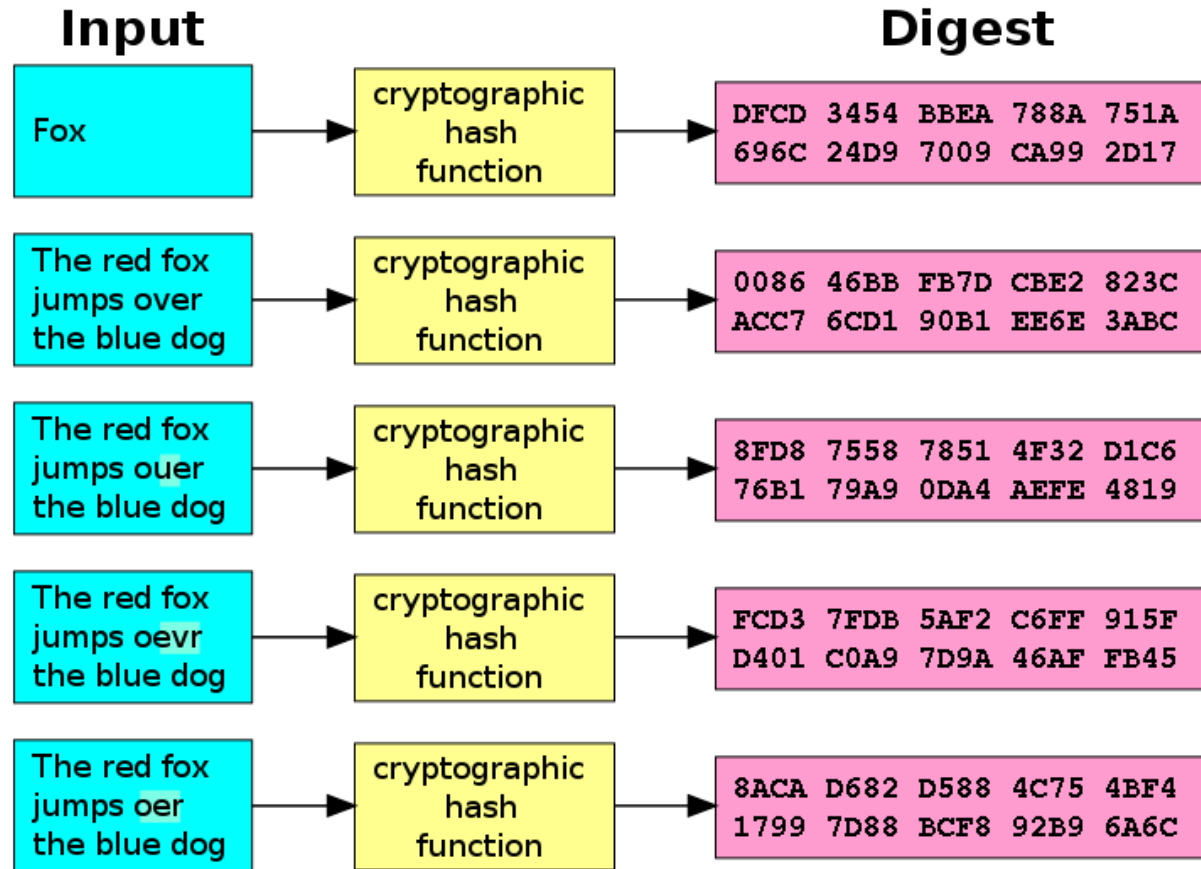 Input
Digest
Fox
cryptographic
hash
function
DFCD 3454 BBEA 788A 751A
696C 24D9 7009 CA99 2D17
The red fox
jumps over
the blue dog
cryptographic
hash
function
0086 46BB FB7D CBE2 823C
ACC7 6CD1 90B1 EE6E 3ABC
The red fox
jumps ouer
the blue dog
cryptographic
hash
function
8FD8 7558 7851 4F32 D1C6
76B1 79A9 0DA4 AEFE 4819
The red fox
jumps oevr
the blue dog
cryptographic
hash
function
FCD3 7FDB 5AF2 C6FF 915F
D401 C0A9 7D9A 46AF FB45
The red fox
jumps oer
the blue dog
cryptographic
hash
function
8ACA D682 D588 4C75 4BF4
1799 7D88 BCF8 92B9 6A6C